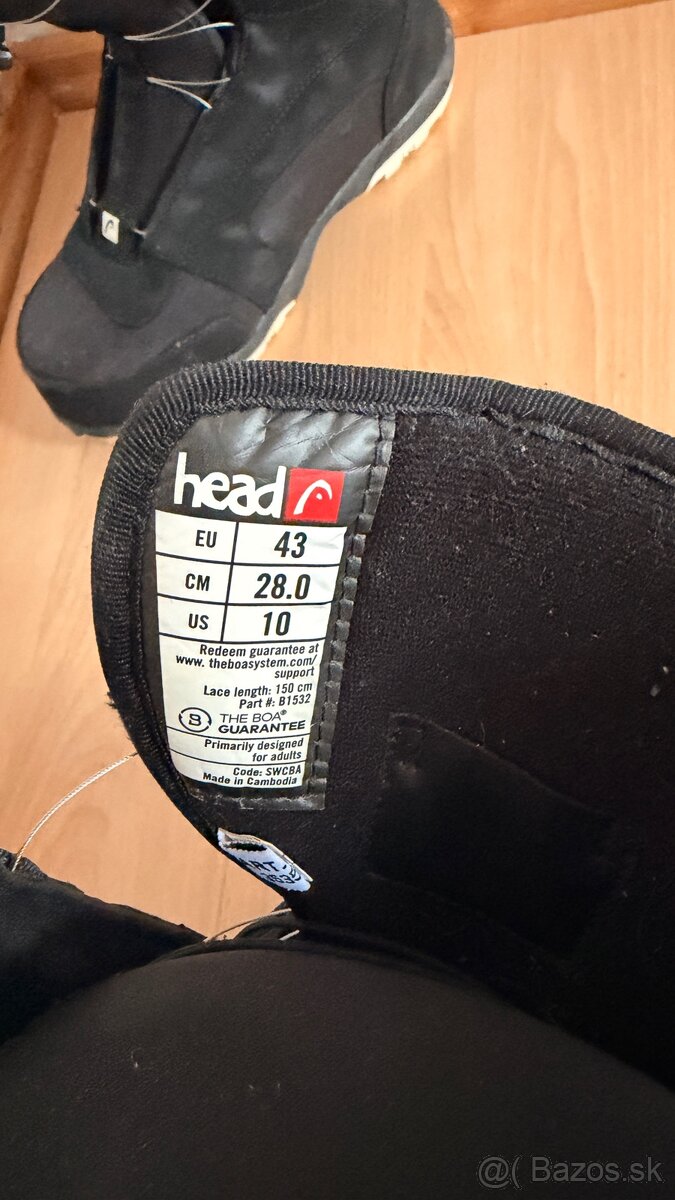 head
EU 43
CM 28.0
US 10
Redeem guarantee at
www. theboasystem.com/
support
Lace length: 150 cm
Part #: B1532
B THE BOA®
GUARANTEE
Primarily designed
for adults
Code: SWCBA
Made in Cambodia
@( Bazos.sk